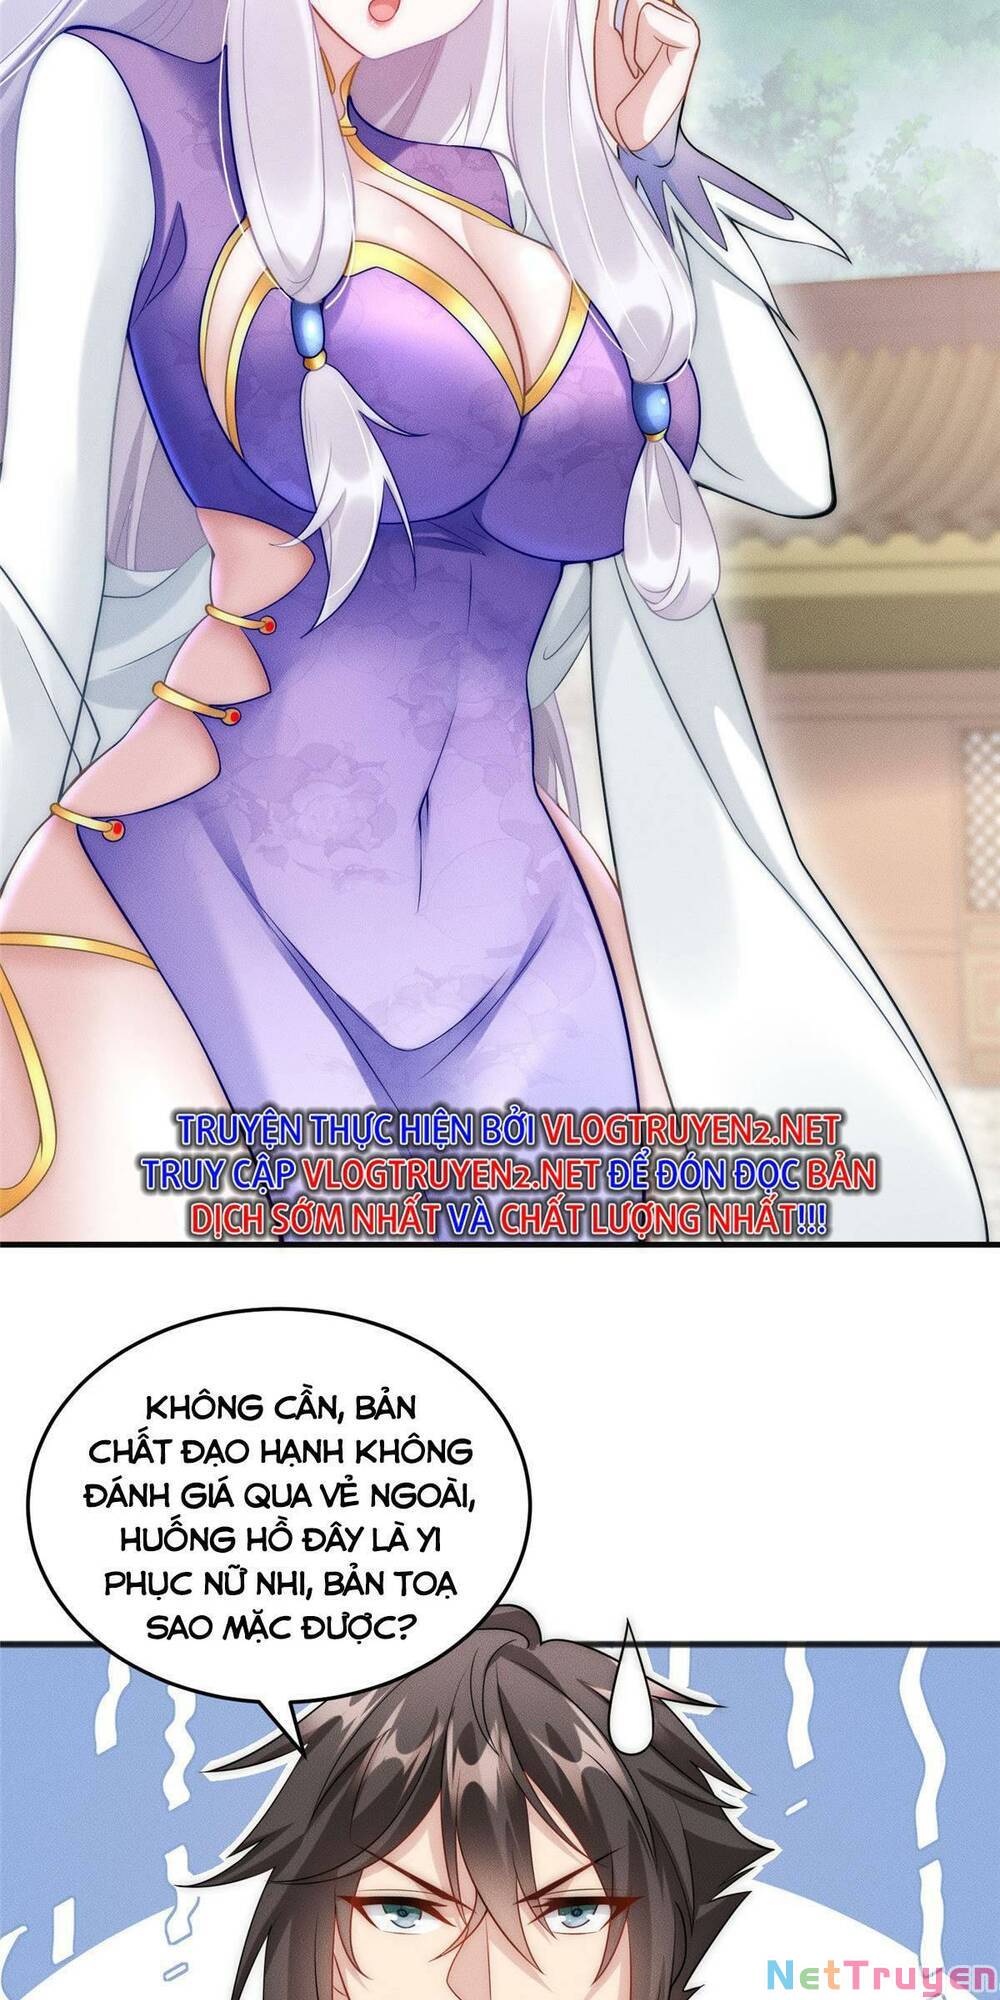 TRUYỆN THỰC HIỆN BỞI VLOGTRUYEN2.NET
TRUY CẬP VLOGTRUYEN2.NET ĐỂ ĐÓN ĐỌC BẢN
DỊCH SỚM NHẤT VÀ CHẤT LƯỢNG NHẤT!!!
KHÔNG CẦN, BẢN
CHẤT ĐẠO HẠNH KHÔNG
ĐÁNH GIÁ QUA VẺ NGOÀI,
HUỐNG HỒ ĐÂY LÀ YI
PHỤC NỮ NHI, BẢN TOẠ
SAO MẶC ĐƯỢC?
NetTruyen